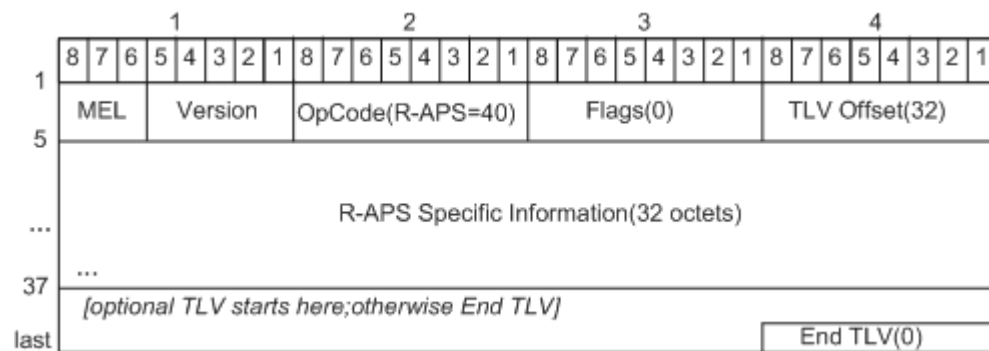 1 2 3 4
8 7 6 5 4 3 2 1 8 7 6 5 4 3 2 1 8 7 6 5 4 3 2 1 8 7 6 5 4 3 2 1
1
MEL Version OpCode(R-APS=40) Flags(0) TLV Offset(32)
5
R-APS Specific Information(32 octets)
...
...
37
[optional TLV starts here;otherwise End TLV]
last End TLV(0)